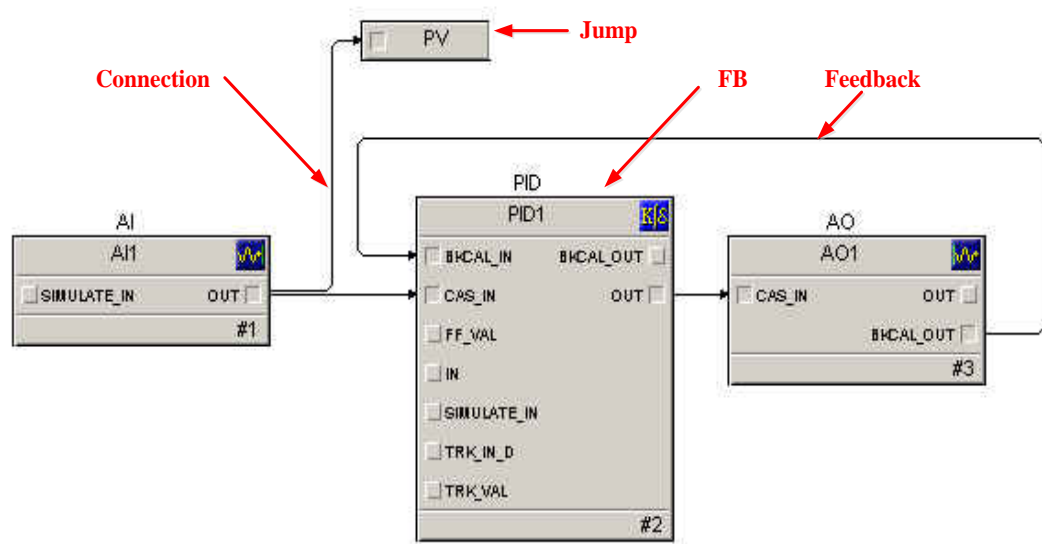 PV
Jump
Connection
FB
Feedback
PID
PID1
AI
AI1
SIMULATE_IN OUT
#1
BKCAL_IN BKCAL_OUT
CAS_IN OUT
FF_VAL
IN
SIMULATE_IN
TRK_IN_D
TRK_VAL
#2
AO
AO1
CAS_IN OUT
BKCAL_OUT
#3